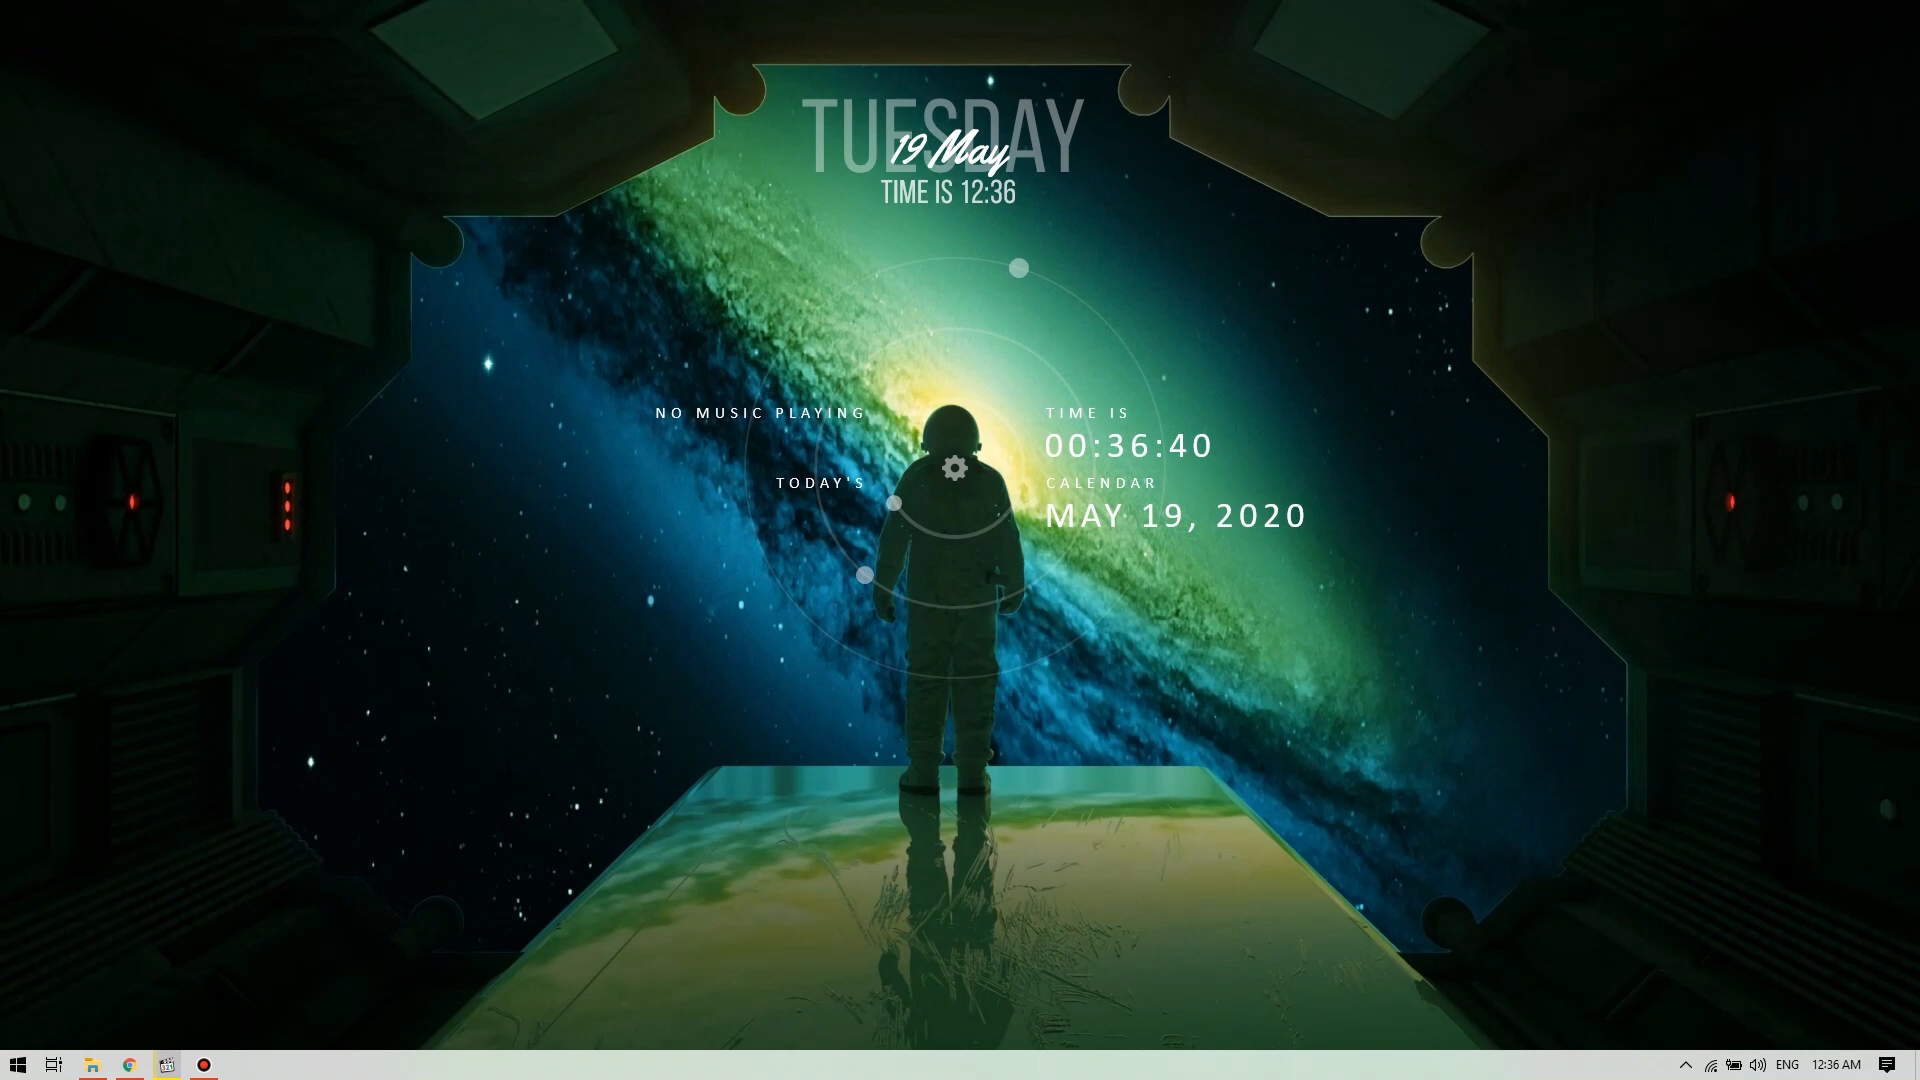 TUESDAY
19 May
TIME IS 12:36
NO MUSIC PLAYING
TIME IS
00:36:40
TODAY'S
CALENDAR
MAY 19, 2020
ENG
12:36 AM